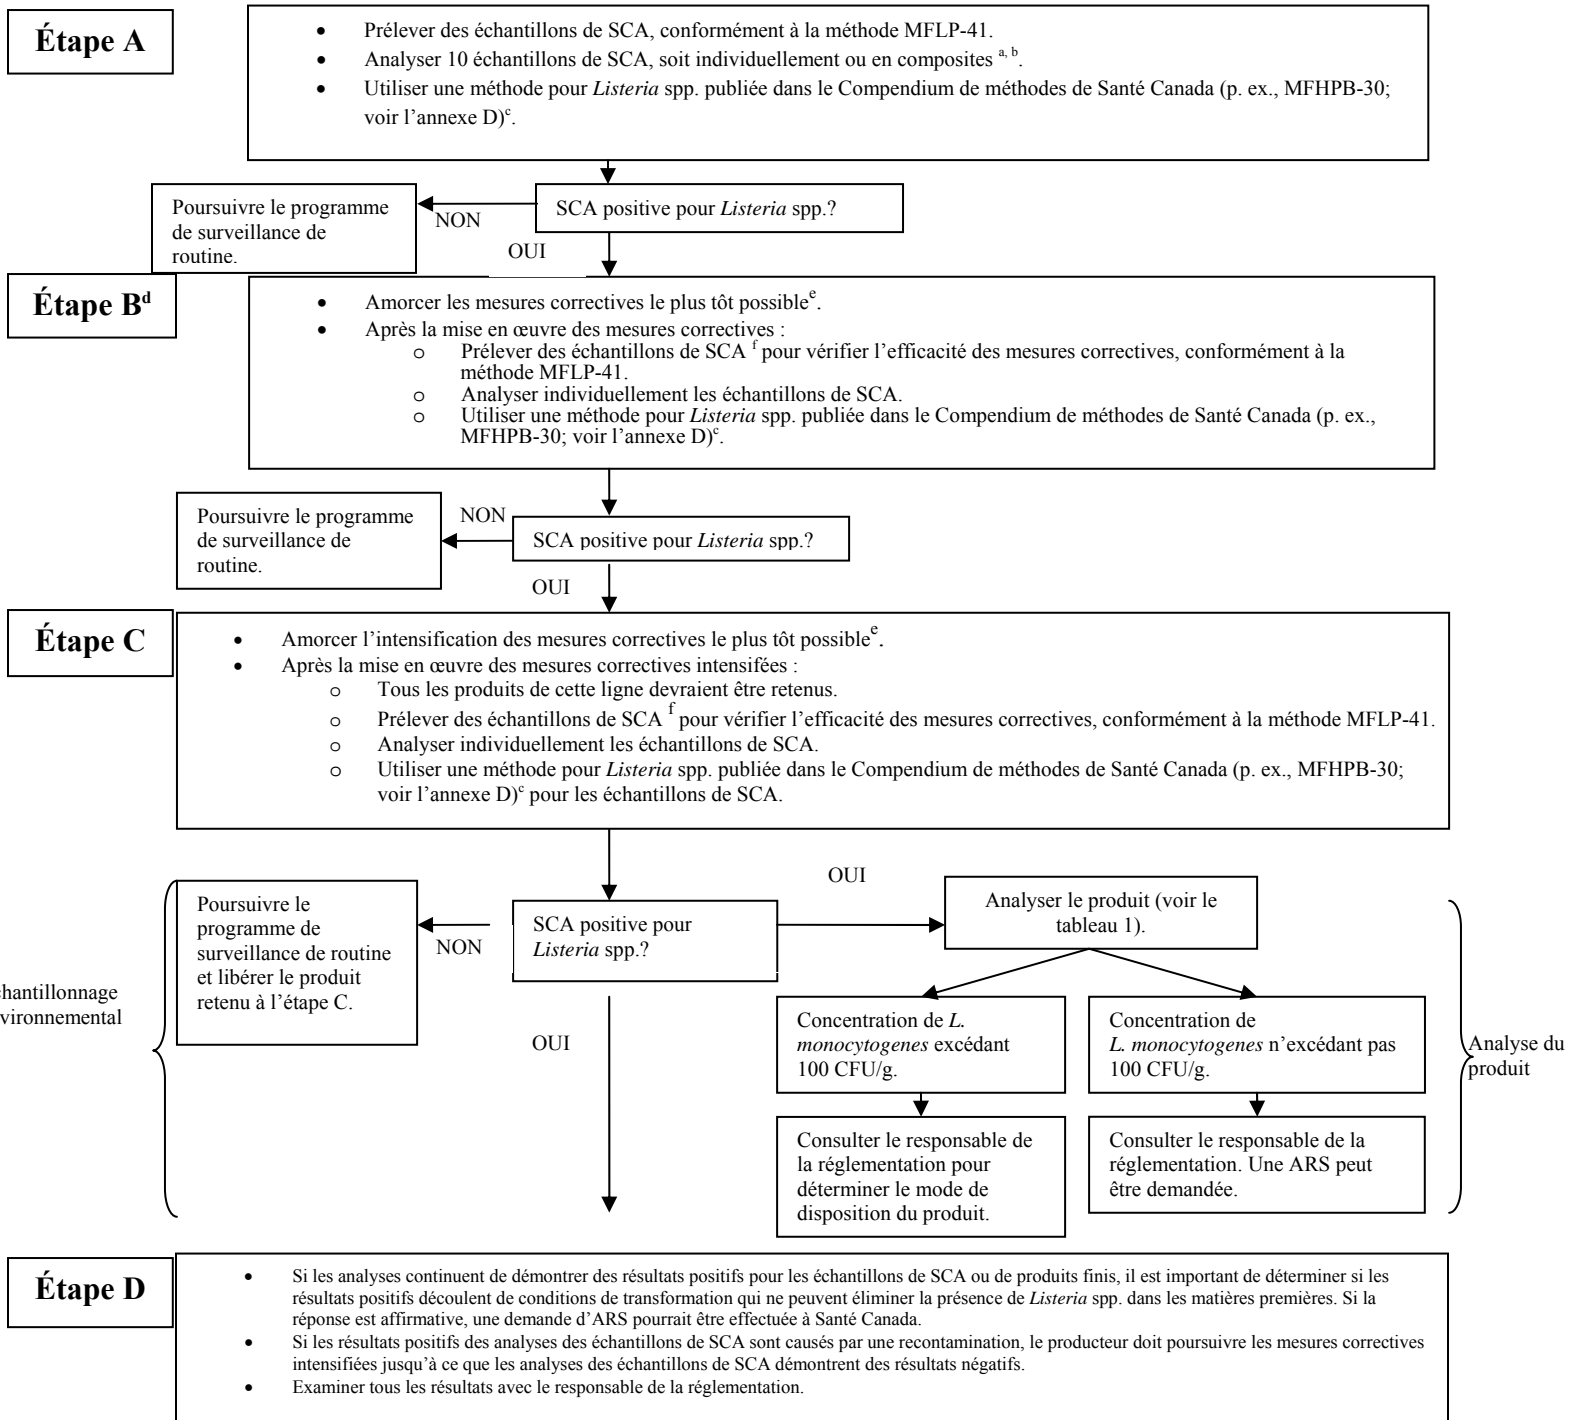 Étape A
• Prélever des échantillons de SCA, conformément à la méthode MFLP-41.
• Analyser 10 échantillons de SCA, soit individuellement ou en composites a, b.
• Utiliser une méthode pour Listeria spp. publiée dans le Compendium de méthodes de Santé Canada (p. ex., MFHPB-30;
voir l'annexe D)c.
Poursuivre le programme
de surveillance de
routine.
NON
SCA positive pour Listeria spp.?
OUI
Étape Bd
• Amorcer les mesures correctives le plus tôt possiblee.
• Après la mise en œuvre des mesures correctives :
o Prélever des échantillons de SCA f pour vérifier l'efficacité des mesures correctives, conformément à la
méthode MFLP-41.
o Analyser individuellement les échantillons de SCA.
o Utiliser une méthode pour Listeria spp. publiée dans le Compendium de méthodes de Santé Canada (p. ex.,
MFHPB-30; voir l'annexe D)c.
Poursuivre le programme
de surveillance de
routine.
NON
SCA positive pour Listeria spp.?
OUI
Étape C
• Amorcer l'intensification des mesures correctives le plus tôt possiblee.
• Après la mise en œuvre des mesures correctives intensifées :
o Tous les produits de cette ligne devraient être retenus.
o Prélever des échantillons de SCA f pour vérifier l'efficacité des mesures correctives, conformément à la méthode MFLP-41.
o Analyser individuellement les échantillons de SCA.
o Utiliser une méthode pour Listeria spp. publiée dans le Compendium de méthodes de Santé Canada (p. ex., MFHPB-30;
voir l'annexe D)c pour les échantillons de SCA.
chantillonnage
vironnemental
Poursuivre le
programme de
surveillance de routine
et libérer le produit
retenu à l'étape C.
NON
SCA positive pour
Listeria spp.?
OUI
OUI
Analyser le produit (voir le
tableau 1).
Concentration de L.
monocytogenes excédant
100 CFU/g.
Concentration de
L. monocytogenes n'excédant pas
100 CFU/g.
Consulter le responsable de
la réglementation pour
déterminer le mode de
disposition du produit.
Consulter le responsable de la
réglementation. Une ARS peut
être demandée.
Analyse du
produit
Étape D
• Si les analyses continuent de démontrer des résultats positifs pour les échantillons de SCA ou de produits finis, il est important de déterminer si les
résultats positifs découlent de conditions de transformation qui ne peuvent éliminer la présence de Listeria spp. dans les matières premières. Si la
réponse est affirmative, une demande d'ARS pourrait être effectuée à Santé Canada.
• Si les résultats positifs des analyses des échantillons de SCA sont causés par une recontamination, le producteur doit poursuivre les mesures correctives
intensifiées jusqu'à ce que les analyses des échantillons de SCA démontrent des résultats négatifs.
• Examiner tous les résultats avec le responsable de la réglementation.